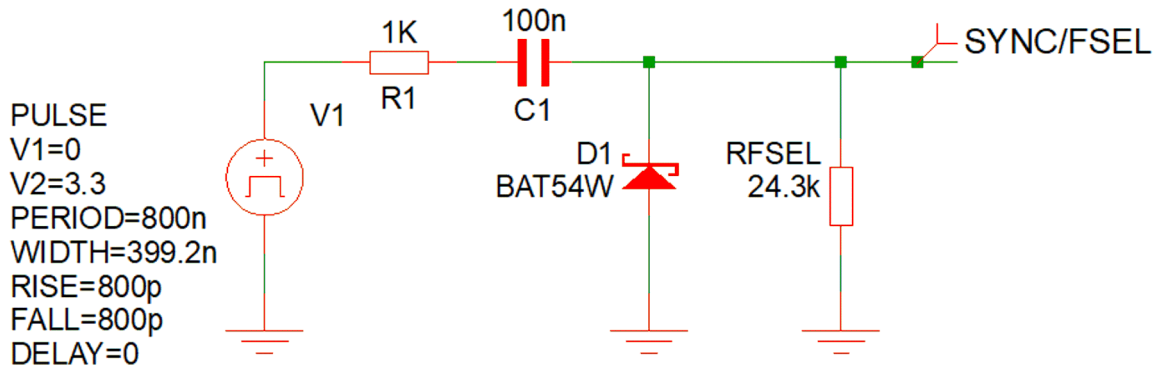 100n
1K
SYNC/FSEL
R1
C1
V1
PULSE
V1=0
V2=3.3
PERIOD=800n
WIDTH=399.2n
RISE=800p
FALL=800p
DELAY=0
D1
BAT54W
RFSEL
24.3k